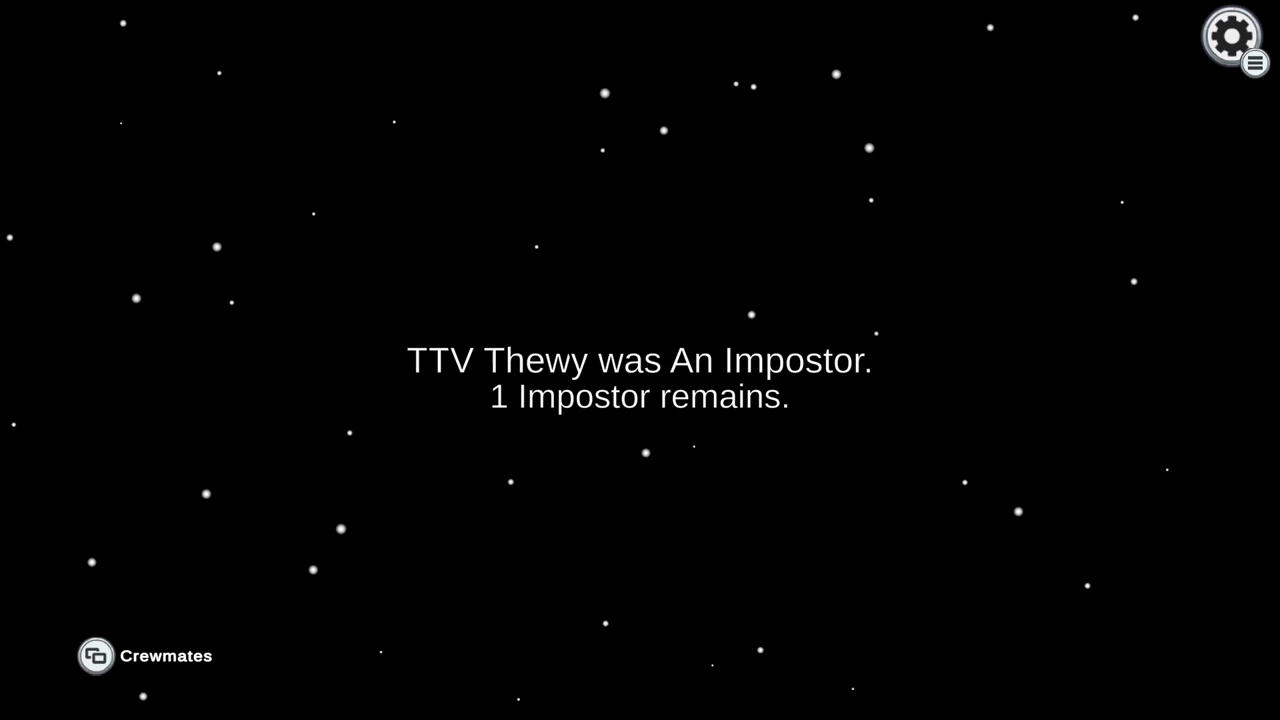 TTV Thewy was An Impostor.
1 Impostor remains.
Crewmates